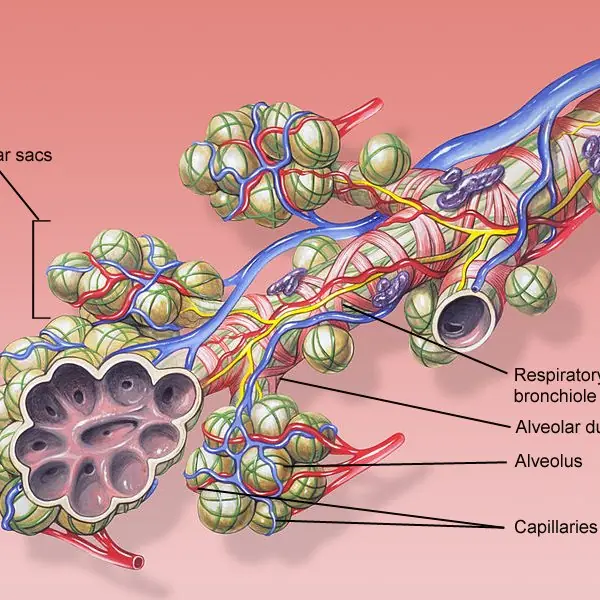 ar sacs
Respiratory
bronchiole
Alveolar du
Alveolus
Capillaries